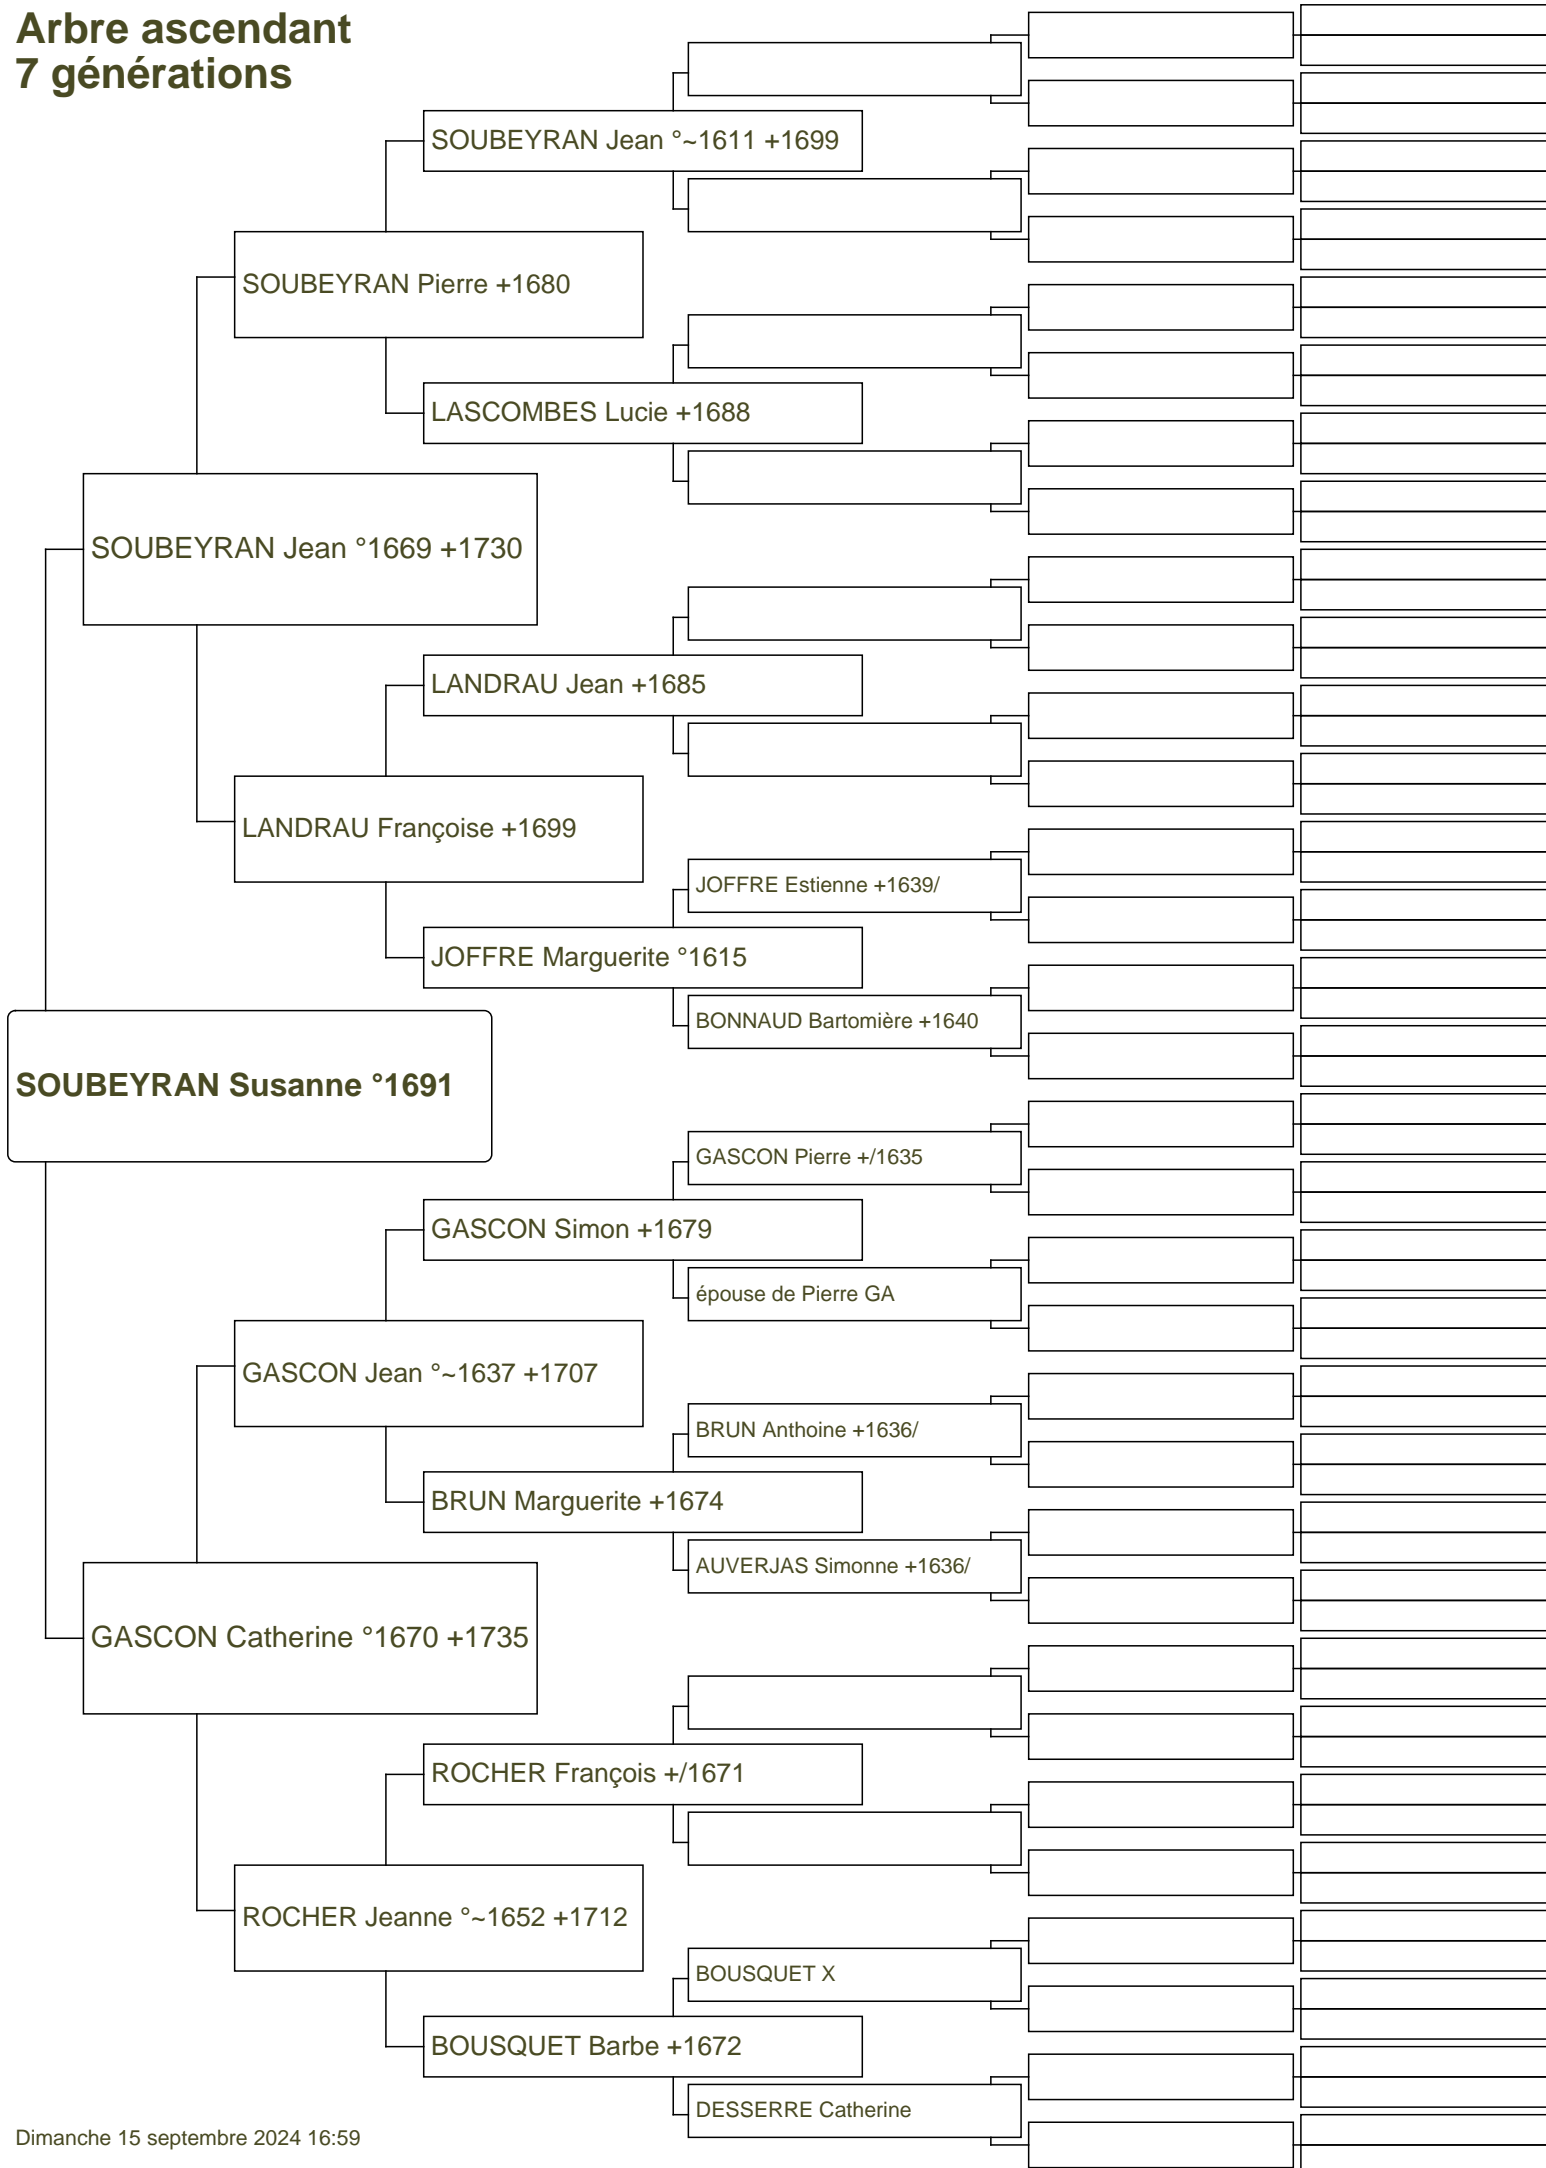 Arbre ascendant
7 générations
SOUBEYRAN Jean °~1611 +1699
SOUBEYRAN Pierre +1680
LASCOMBES Lucie +1688
SOUBEYRAN Jean °1669 +1730
LANDRAU Jean +1685
LANDRAU Françoise +1699
JOFFRE Estienne +1639/
JOFFRE Marguerite °1615
BONNAUD Bartomière +1640
SOUBEYRAN Susanne °1691
GASCON Pierre +/1635
GASCON Simon +1679
épouse de Pierre GA
GASCON Jean °~1637 +1707
BRUN Anthoine +1636/
BRUN Marguerite +1674
AUVERJAS Simonne +1636/
GASCON Catherine °1670 +1735
ROCHER François +/1671
ROCHER Jeanne °~1652 +1712
BOUSQUET X
BOUSQUET Barbe +1672
DESSERRE Catherine
Dimanche 15 septembre 2024 16:59